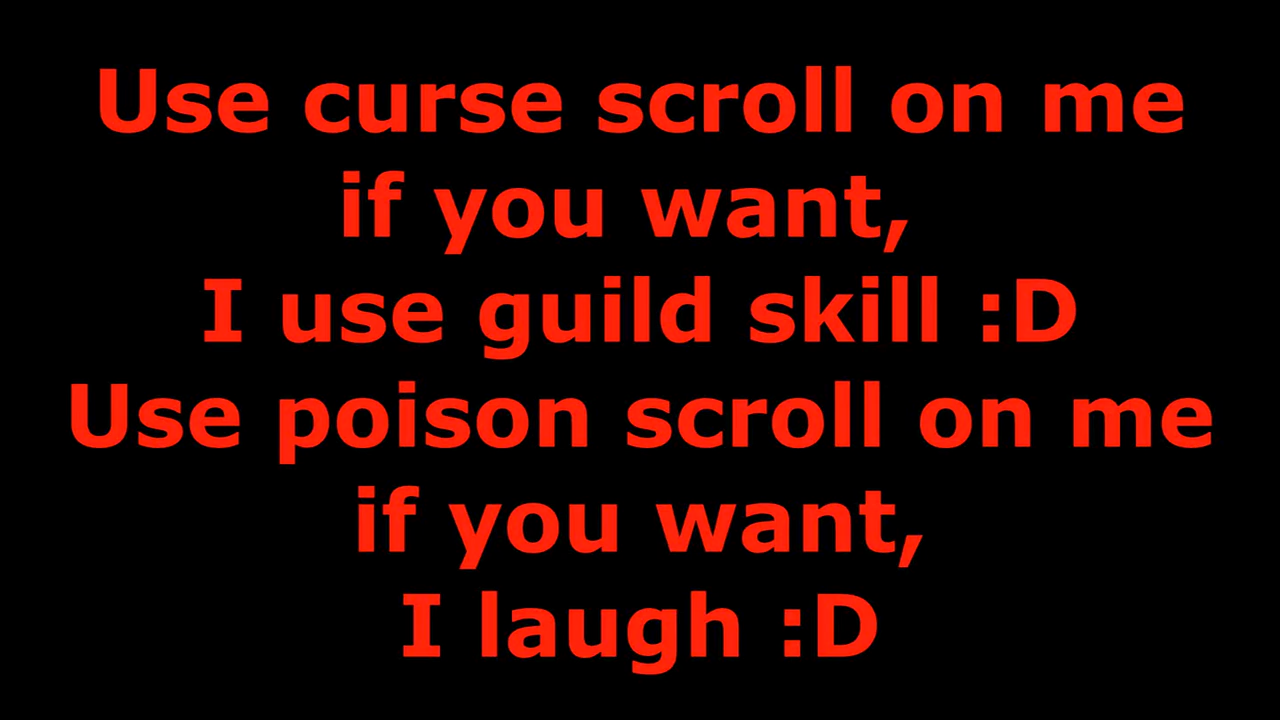 Use curse scroll on me
if you want,
I use guild skill :D
Use poison scroll on me
if you want,
I laugh :D